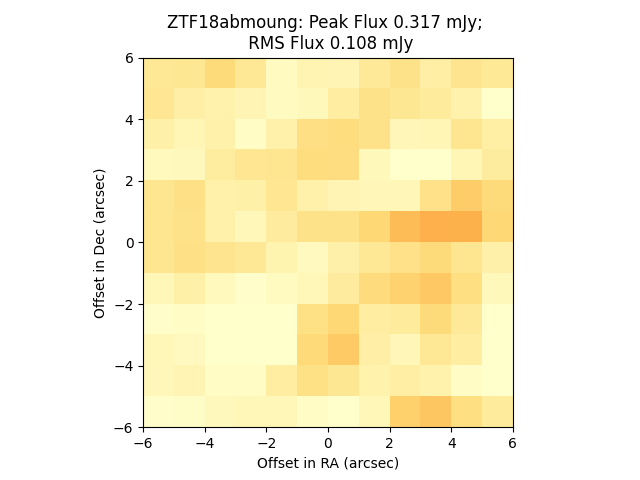 ZTF18abmoung: Peak Flux 0.317 mJy;
RMS Flux 0.108 mJy
6
4
2
0
−2
−4
−6
Offset in Dec (arcsec)
−6 −4 −2 0 2 4 6
Offset in RA (arcsec)